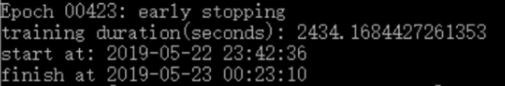 Epoch 00423: early stopping
training duration(seconds): 2434.1684427261353
start at: 2019-05-22 23:42:36
finish at 2019-05-23 00:23:10